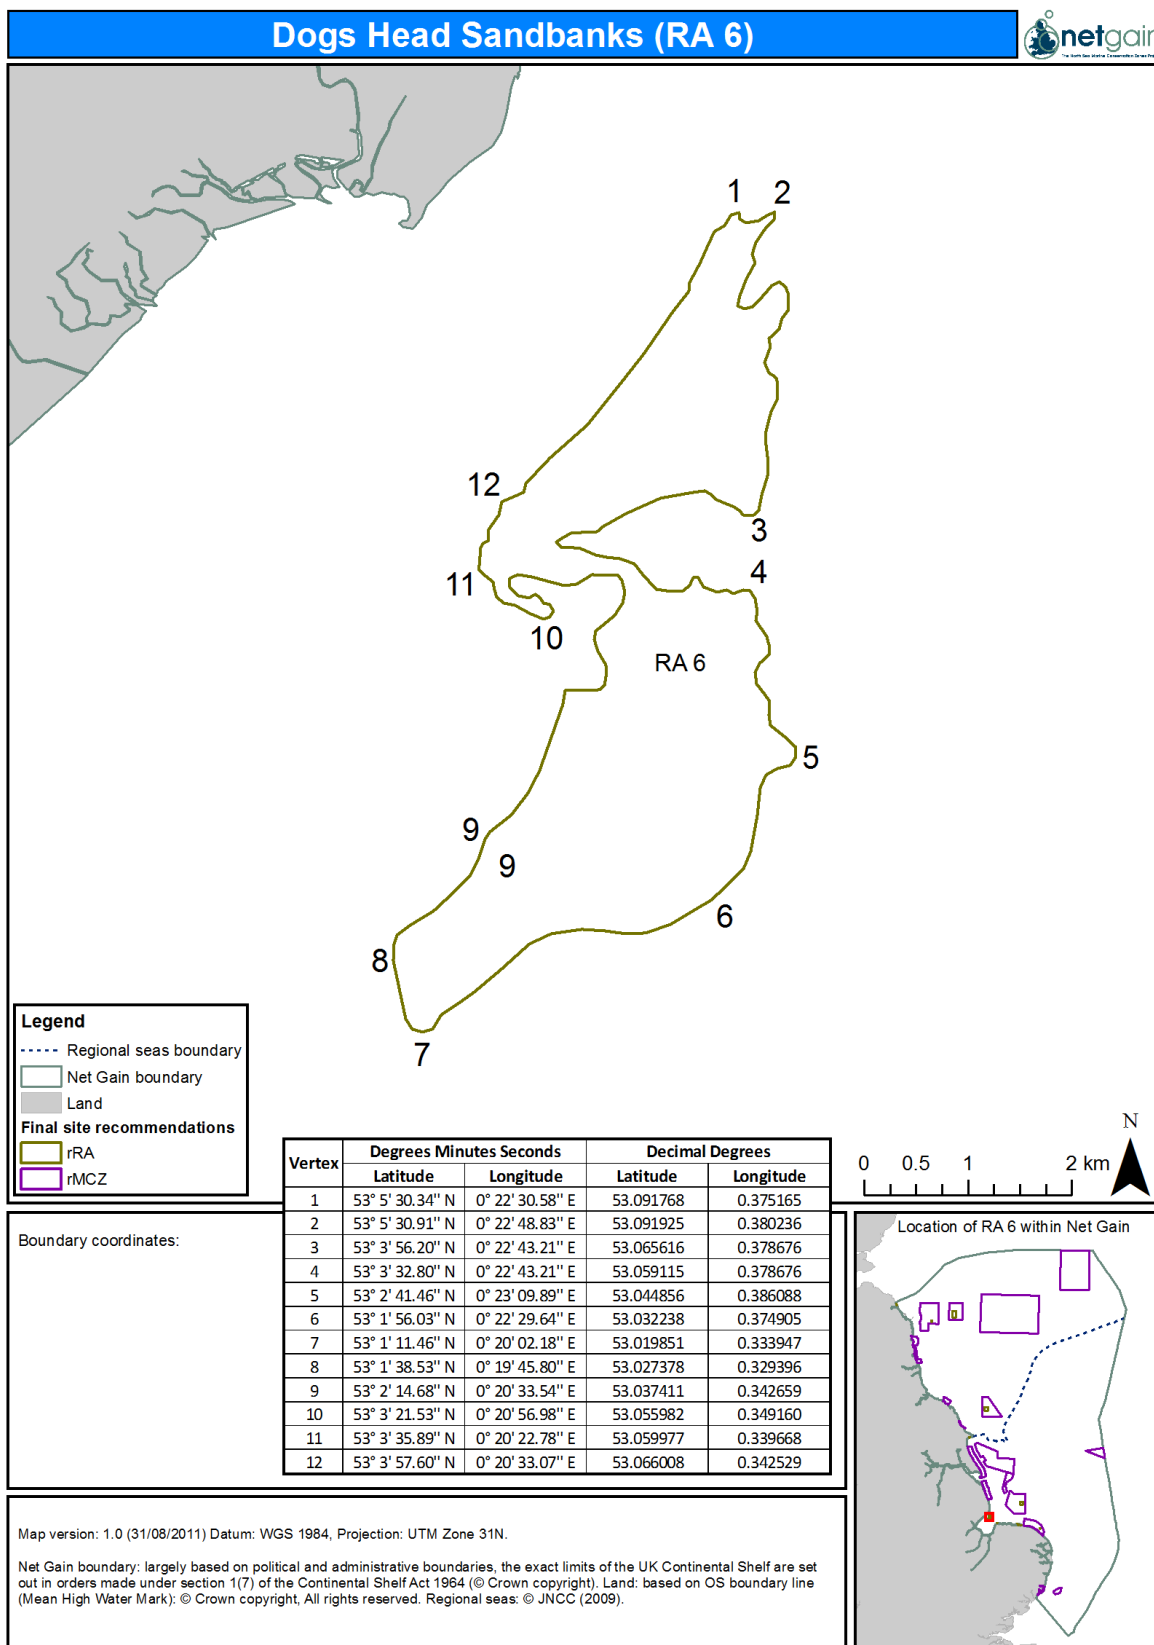 Dogs Head Sandbanks (RA 6)
netgain
1
2
12
3
11
4
10
RA 6
5
9
9
6
8
7
Legend
Regional seas boundary
Net Gain boundary
Land
Final site recommendations
rRA
rMCZ
N
0 0.5 1 2 km
Vertex Degrees Minutes Seconds Decimal Degrees
Latitude Longitude Latitude Longitude
1 53° 5' 30.34'' N 0° 22' 30.58'' E 53.091768 0.375165
2 53° 5' 30.91'' N 0° 22' 48.83'' E 53.091925 0.380236
3 53° 3' 56.20'' N 0° 22' 43.21'' E 53.065616 0.378676
4 53° 3' 32.80'' N 0° 22' 43.21'' E 53.059115 0.378676
5 53° 2' 41.46'' N 0° 23' 09.89'' E 53.044856 0.386088
6 53° 1' 56.03'' N 0° 22' 29.64'' E 53.032238 0.374905
7 53° 1' 11.46'' N 0° 20' 02.18'' E 53.019851 0.333947
8 53° 1' 38.53'' N 0° 19' 45.80'' E 53.027378 0.329396
9 53° 2' 14.68'' N 0° 20' 33.54'' E 53.037411 0.342659
10 53° 3' 21.53'' N 0° 20' 56.98'' E 53.055982 0.349160
11 53° 3' 35.89'' N 0° 20' 22.78'' E 53.059977 0.339668
12 53° 3' 57.60'' N 0° 20' 33.07'' E 53.066008 0.342529
Boundary coordinates:
Location of RA 6 within Net Gain
Map version: 1.0 (31/08/2011) Datum: WGS 1984, Projection: UTM Zone 31N.
Net Gain boundary: largely based on political and administrative boundaries, the exact limits of the UK Continental Shelf are set
out in orders made under section 1(7) of the Continental Shelf Act 1964 (© Crown copyright). Land: based on OS boundary line
(Mean High Water Mark): © Crown copyright, All rights reserved. Regional seas: © JNCC (2009).